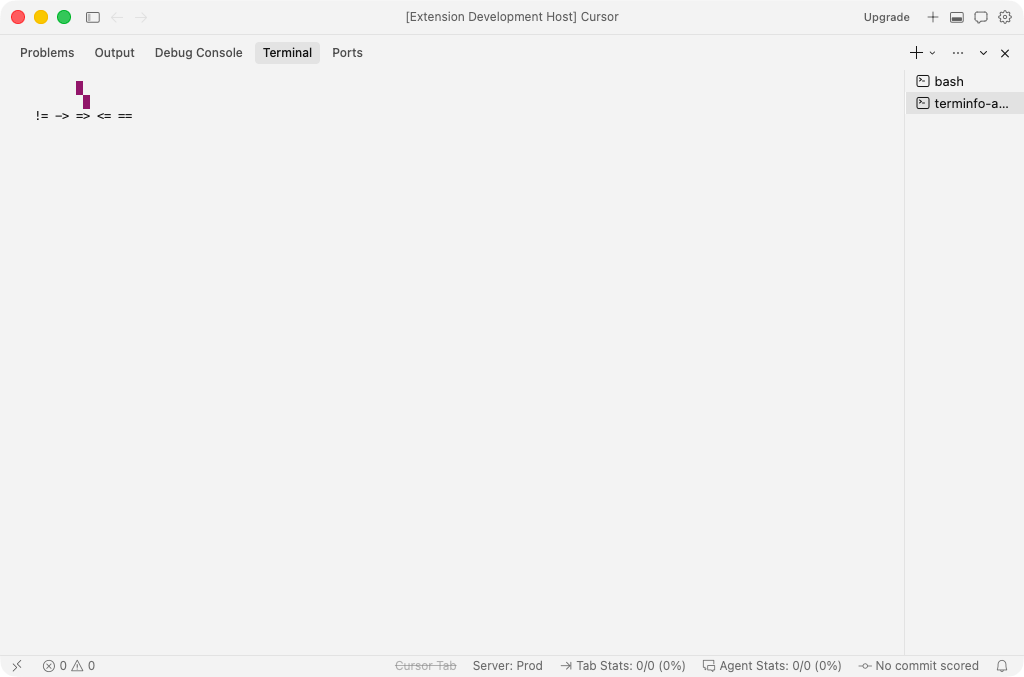 [Extension Development Host] Cursor
Upgrade
Problems Output Debug Console Terminal Ports
bash
terminfo-a...
!= -> => <= ==
0 0 Cursor Tab Server: Prod Tab Stats: 0/0 (0%) Agent Stats: 0/0 (0%) No commit scored